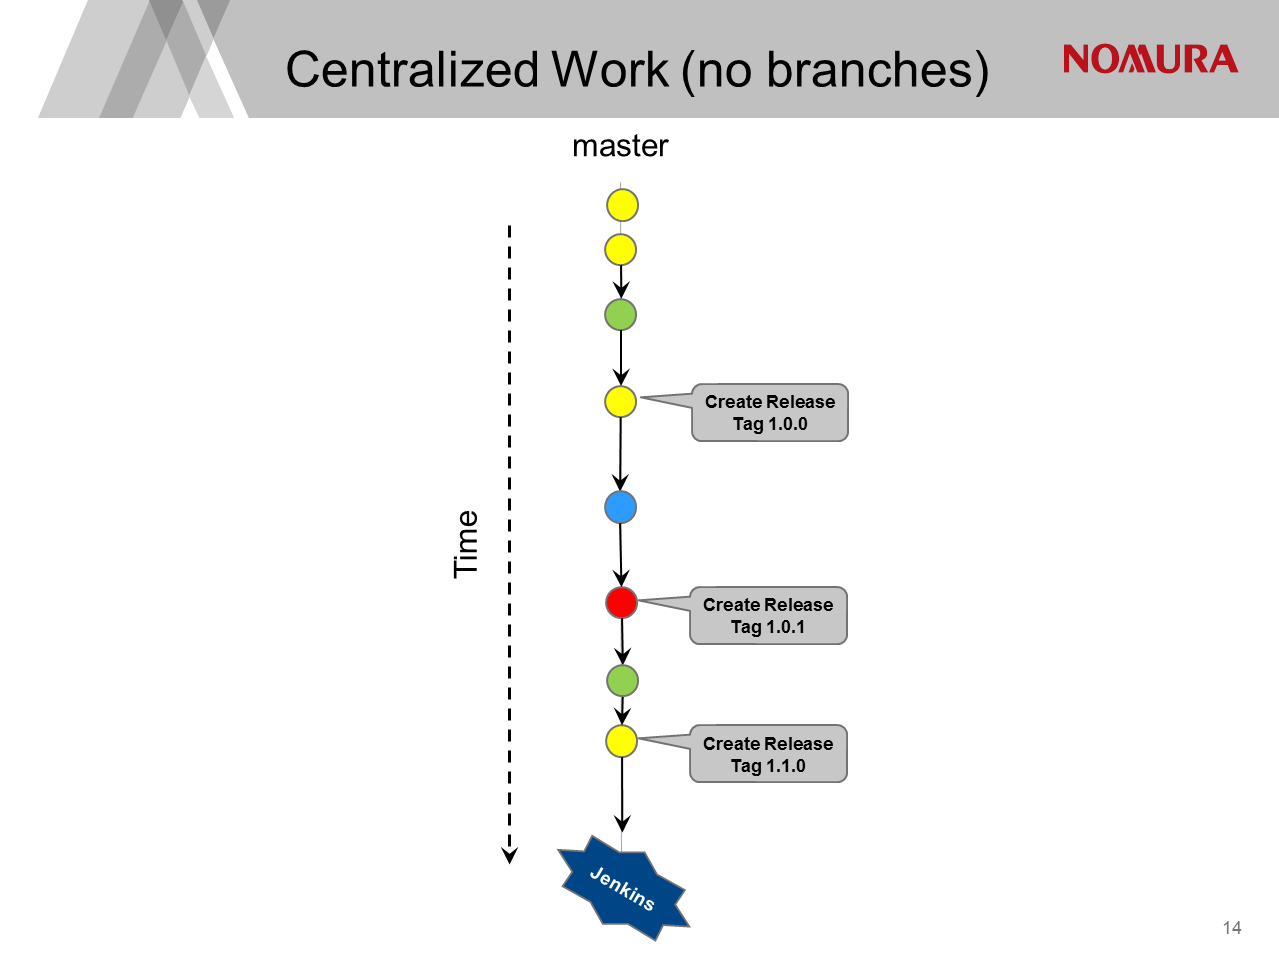 Centralized Work (no branches)
NOMURA
master
Create Release
Tag 1.0.0
Time
Create Release
Tag 1.0.1
Create Release
Tag 1.1.0
Jenkins
14